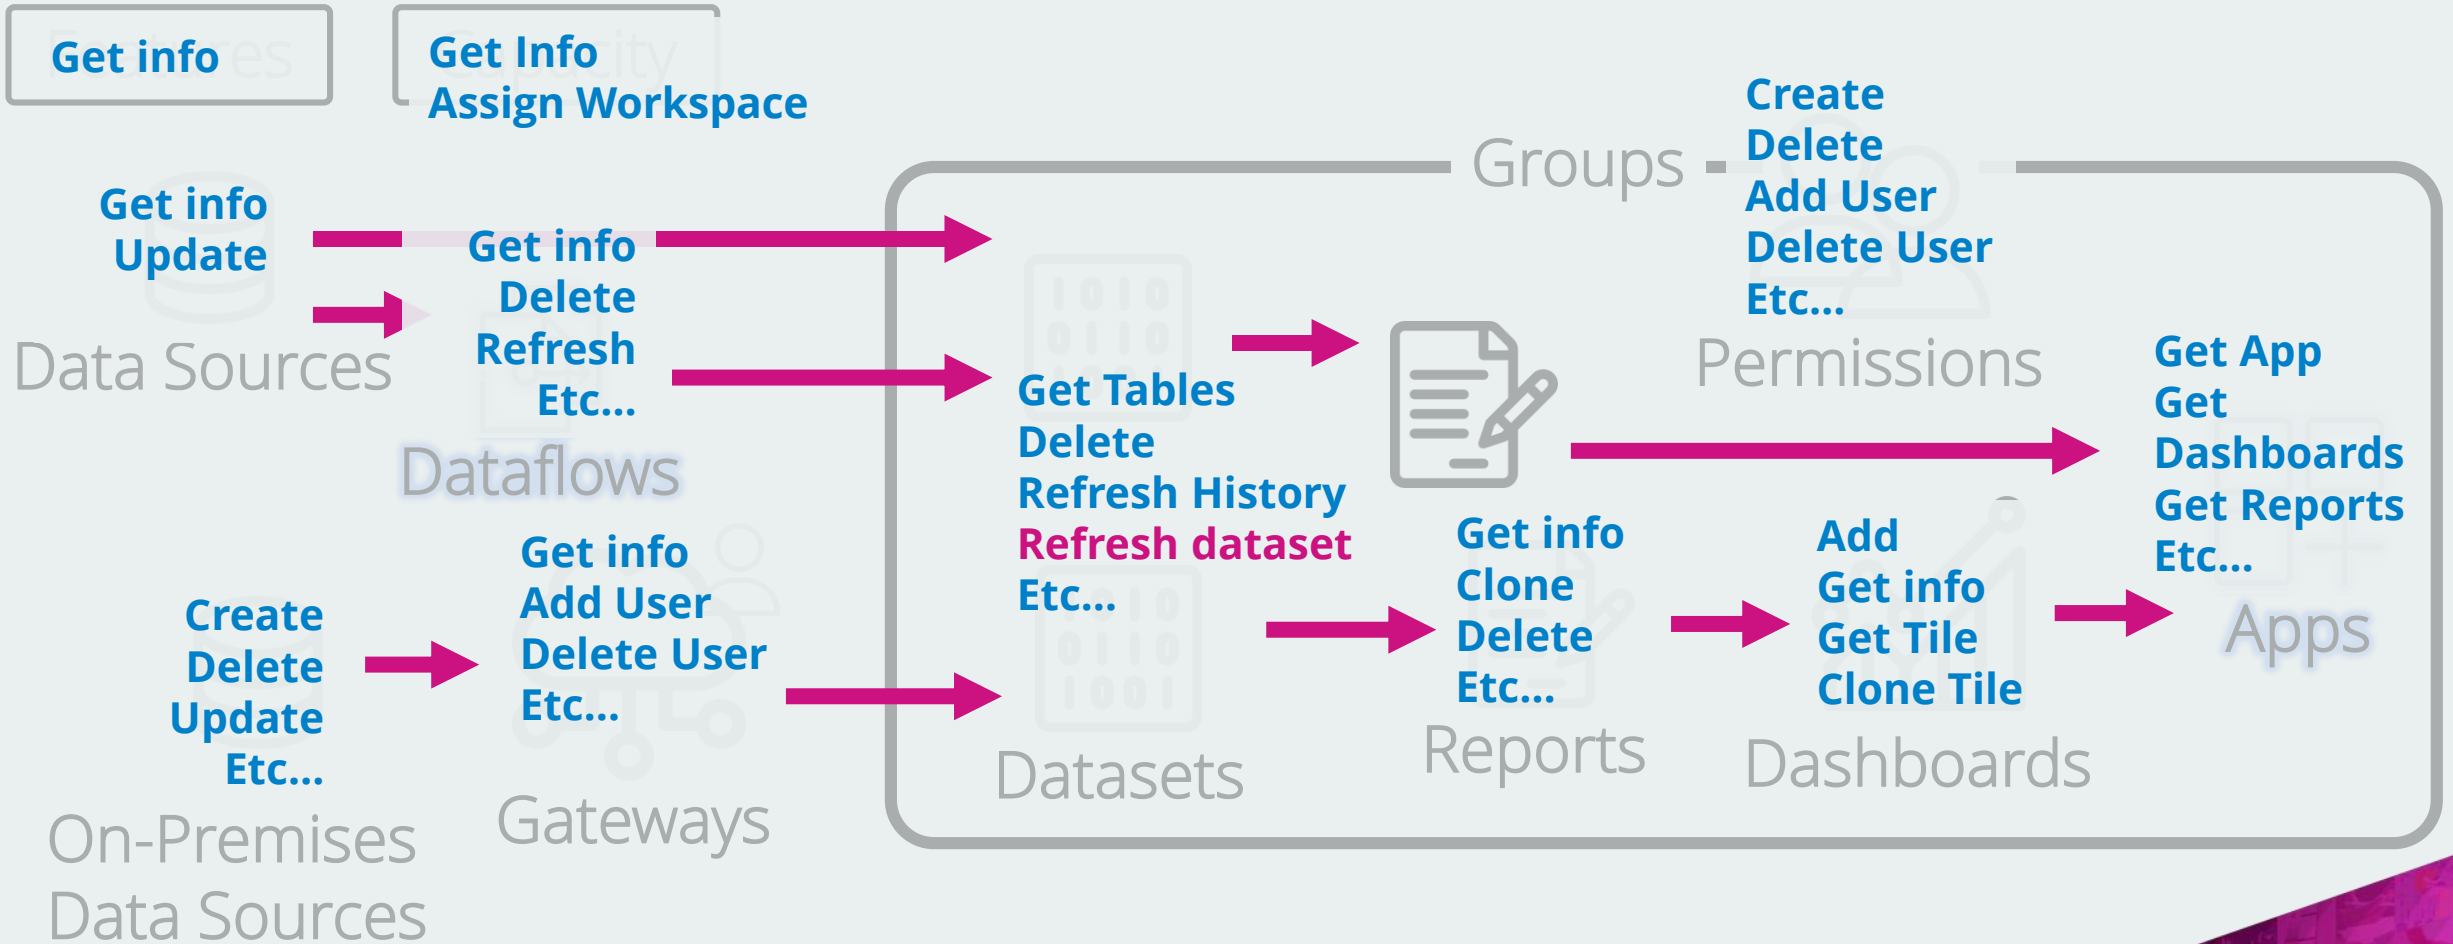 Features
Get info
Capacity
Get Info
Assign Workspace
Get info
Update
Data Sources
Get info
Delete
Refresh
Etc...
Dataflows
Create
Delete
Update
Etc...
On-Premises
Data Sources
Get info
Add User
Delete User
Etc...
Gateways
Groups
Create
Delete
Add User
Delete User
Etc...
Permissions
Get Tables
Delete
Refresh History
Refresh dataset
Etc...
Datasets
Get info
Clone
Delete
Etc...
Reports
Add
Get info
Get Tile
Clone Tile
Dashboards
Get App
Get
Dashboards
Get Reports
Etc...
Apps